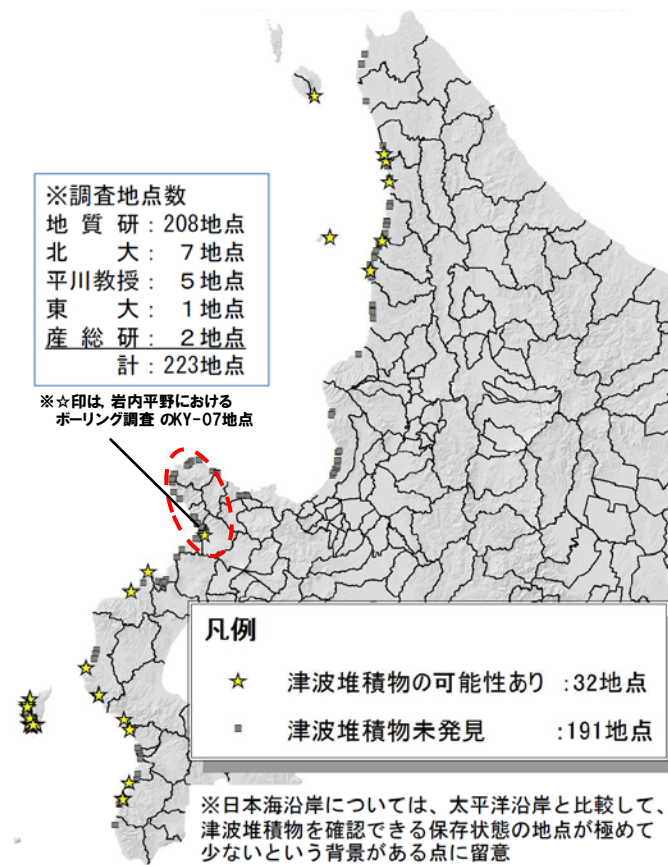 ※調査地点数
地質研：208地点
北大：7地点
平川教授：5地点
東大：1地点
産総研：2地点
計：223地点
※☆印は，岩内平野における
ボーリング調査 のKY-07地点
凡例
津波堆積物の可能性あり ：32地点
津波堆積物未発見 ：191地点
※日本海沿岸については、太平洋沿岸と比較して、
津波堆積物を確認できる保存状態の地点が極めて
少ないという背景がある点に留意